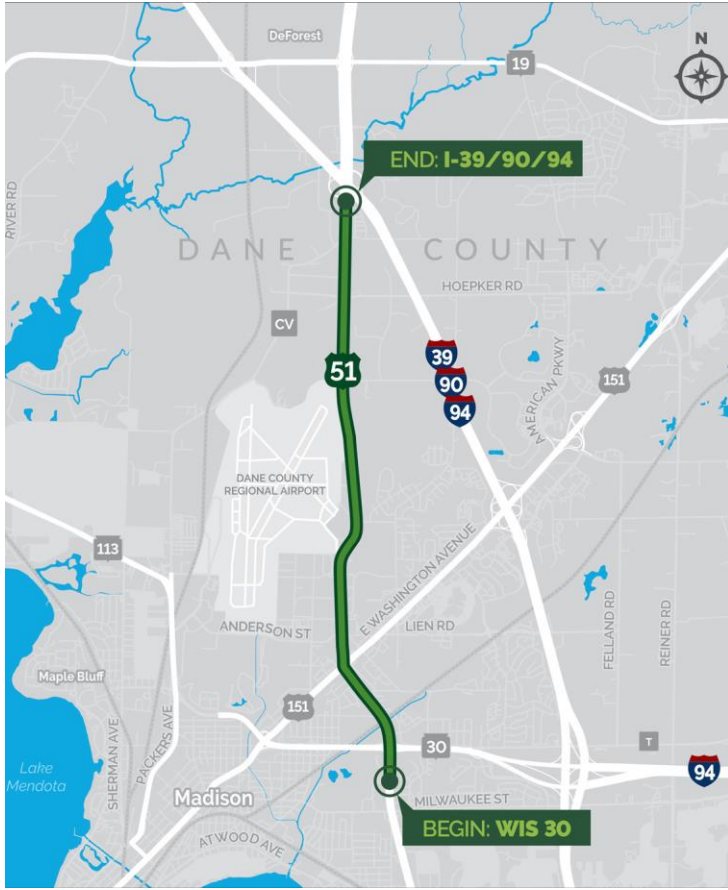 DeForest
N
19
END: I-39/90/94
RIVER RD
DANE COUNTY
HOEPKER RD
CV
39
51
90
151
94
AMERICAN PKWY
DANE COUNTY
REGIONAL AIRPORT
113
E WASHINGTON AVENUE
ANDERSON ST
LIEN RD
FELLAND RD
REINER RD
Maple Bluff
151
30
T
94
SHERMAN AVE
PACKERS AVE
Lake
Mendota
Madison
MILWAUKEE ST
BEGIN: WIS 30
ATWOOD AVE